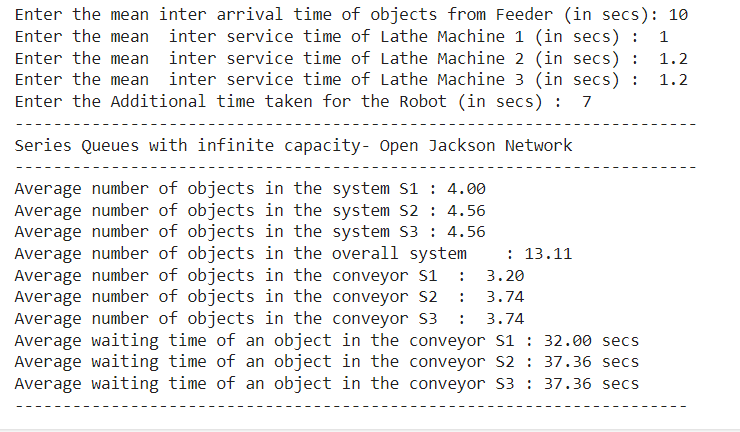 Enter the mean inter arrival time of objects from Feeder (in secs): 10
Enter the mean  inter service time of Lathe Machine 1 (in secs) :  1
Enter the mean  inter service time of Lathe Machine 2 (in secs) :  1.2
Enter the mean  inter service time of Lathe Machine 3 (in secs) :  1.2
Enter the Additional time taken for the Robot (in secs) :  7
-----------------------------------------------------------------------
Series Queues with infinite capacity- Open Jackson Network
-----------------------------------------------------------------------
Average number of objects in the system S1 : 4.00
Average number of objects in the system S2 : 4.56
Average number of objects in the system S3 : 4.56
Average number of objects in the overall system    : 13.11
Average number of objects in the conveyor S1  :  3.20
Average number of objects in the conveyor S2  :  3.74
Average number of objects in the conveyor S3  :  3.74
Average waiting time of an object in the conveyor S1 : 32.00 secs
Average waiting time of an object in the conveyor S2 : 37.36 secs
Average waiting time of an object in the conveyor S3 : 37.36 secs
----------------------------------------------------------------------